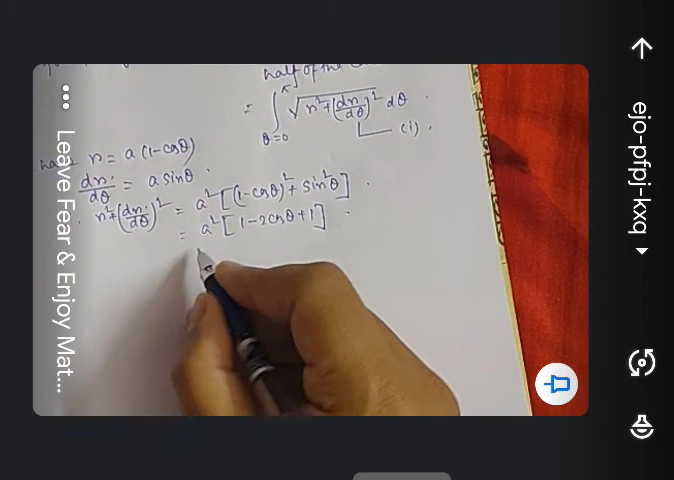 half of the
= ∫_{θ=0}^{π} √(r²+(dr/dθ)²) dθ .
(i) .
r = a(1-cosθ)
dr/dθ = a sinθ .
. r²+(dr/dθ)² = a²[(1-cosθ)²+sin²θ] .
= a²[1-2cosθ+1] .
Leave Fear & Enjoy Mat...
ejo-pfpj-kxq